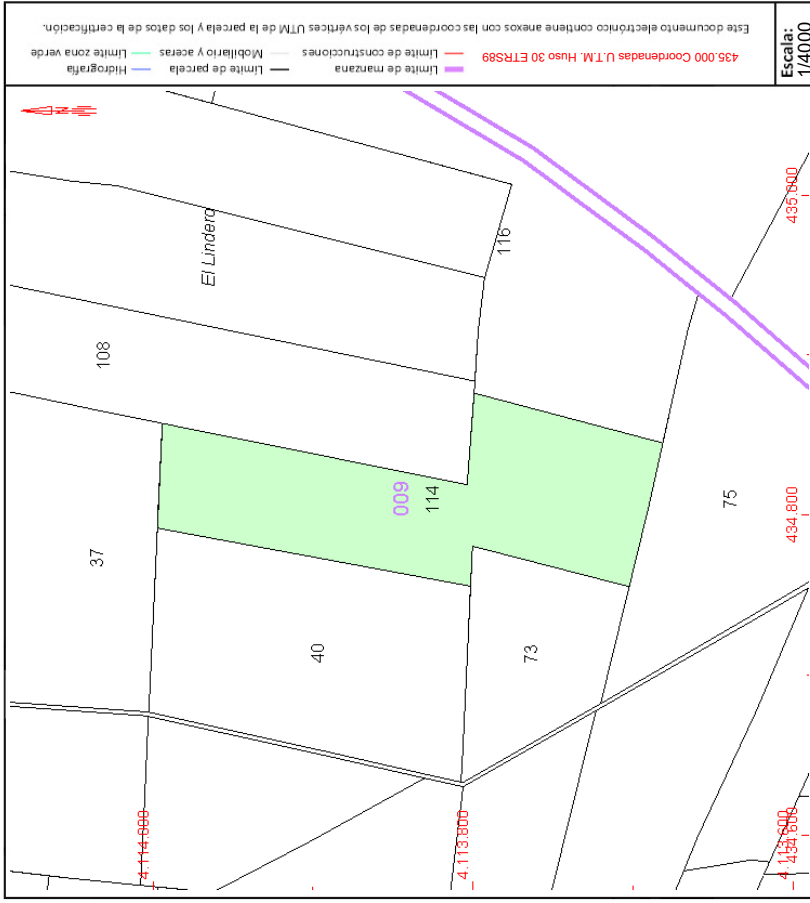 Este documento electrónico contiene anexos con las coordenadas de los vértices UTM de la parcela y los datos de la certificación.
435.000 Coordenadas U.T.M. Huso 30 ETRS89
Límite de manzana
Límite de construcciones
Límite de parcela
Mobiliario y aceras
Hidrografía
Límite zona verde
Escala:
1/4000
El Lindero
108
116
37
009
114
40
73
75
435.000
434.800
434.600
4.114.000
4.113.800
4.113.600